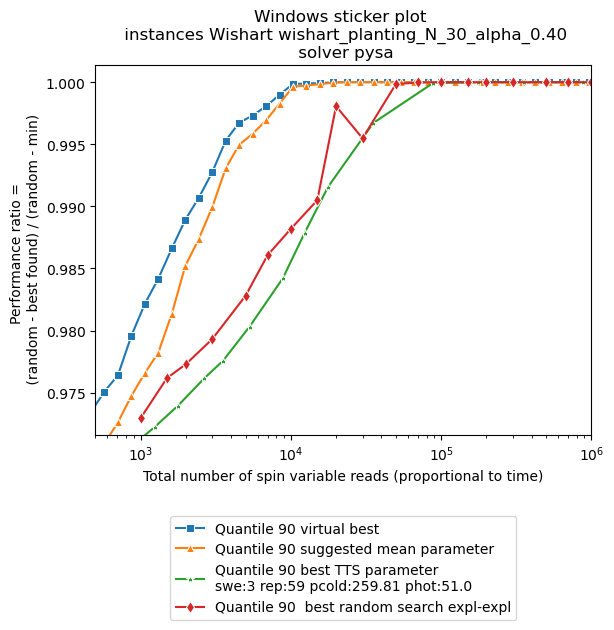 Windows sticker plot
instances Wishart wishart_planting_N_30_alpha_0.40
solver pysa
Performance ratio =
(random - best found) / (random - min)
1.000
0.995
0.990
0.985
0.980
0.975
10³
10⁴
10⁵
10⁶
Total number of spin variable reads (proportional to time)
Quantile 90 virtual best
Quantile 90 suggested mean parameter
Quantile 90 best TTS parameter
swe:3 rep:59 pcold:259.81 phot:51.0
Quantile 90  best random search expl-expl